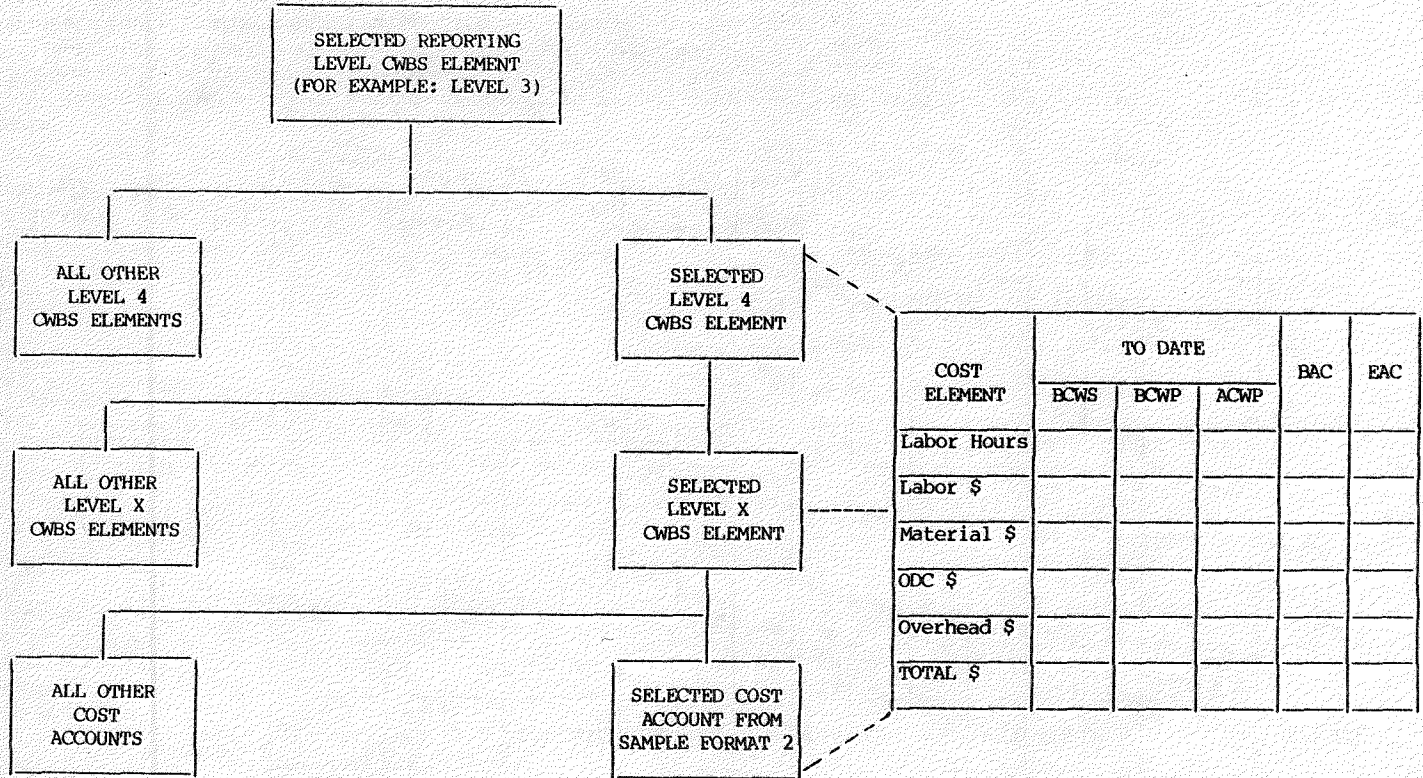 SELECTED REPORTING
LEVEL CWBS ELEMENT
(FOR EXAMPLE: LEVEL 3)
ALL OTHER
LEVEL 4
CWBS ELEMENTS
SELECTED
LEVEL 4
CWBS ELEMENT
ALL OTHER
LEVEL X
CWBS ELEMENTS
SELECTED
LEVEL X
CWBS ELEMENT
ALL OTHER
COST
ACCOUNTS
SELECTED COST
ACCOUNT FROM
SAMPLE FORMAT 2
COST
ELEMENT
TO DATE
BAC
EAC
BCWS
BCWP
ACWP
Labor Hours
Labor $
Material $
ODC $
Overhead $
TOTAL $